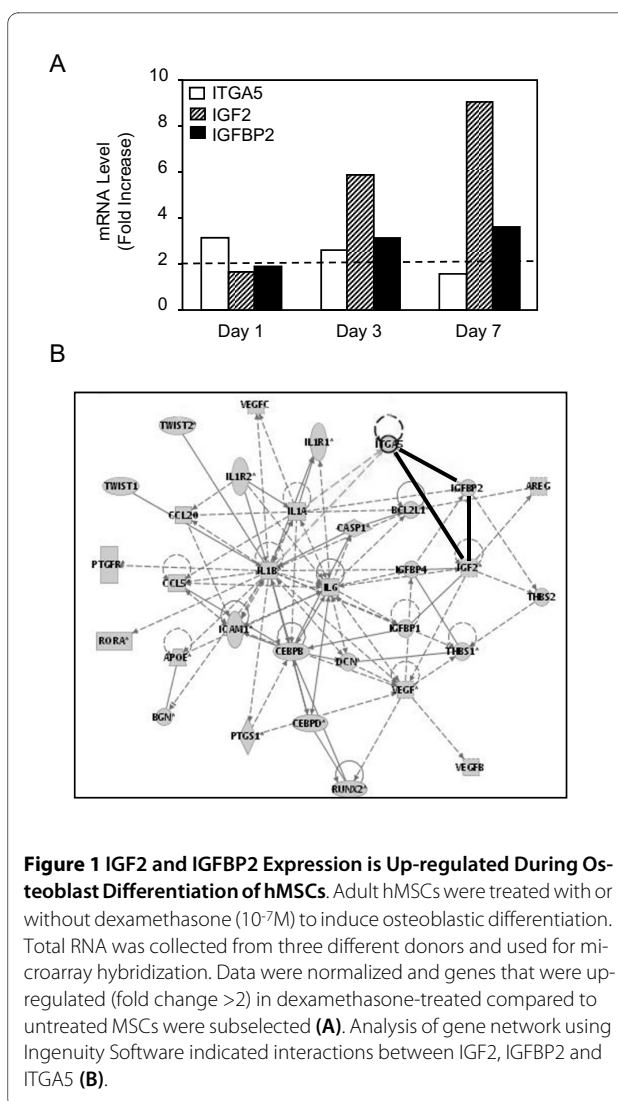 A
10
8
6
4
2
0
mRNA Level
(Fold Increase)
ITGA5
IGF2
IGFBP2
Day 1 Day 3 Day 7
B
VEGFC
TWIST2^
IL1R1^
ITGA5
IL1R2^
IGFBP2
AREG
TWIST1
CCL20
IL1A
BCL2L1^
CASP1^
PTGFR^
IL1B
IL6
IGFBP4
IGF2^
CCL5
THBS2
ICAM1^
IGFBP1
RORA^
APOE^
CEBPB
DCN^
THBS1^
VEGF^
BGN^
PTGS1^
CEBPD^
VEGFB
RUNX2^
Figure 1 IGF2 and IGFBP2 Expression is Up-regulated During Os-
teoblast Differentiation of hMSCs. Adult hMSCs were treated with or
without dexamethasone (10⁻⁷M) to induce osteoblastic differentiation.
Total RNA was collected from three different donors and used for mi-
croarray hybridization. Data were normalized and genes that were up-
regulated (fold change >2) in dexamethasone-treated compared to
untreated MSCs were subselected (A). Analysis of gene network using
Ingenuity Software indicated interactions between IGF2, IGFBP2 and
ITGA5 (B).